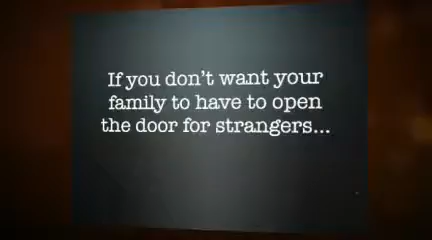 If you don't want your
family to have to open
the door for strangers...